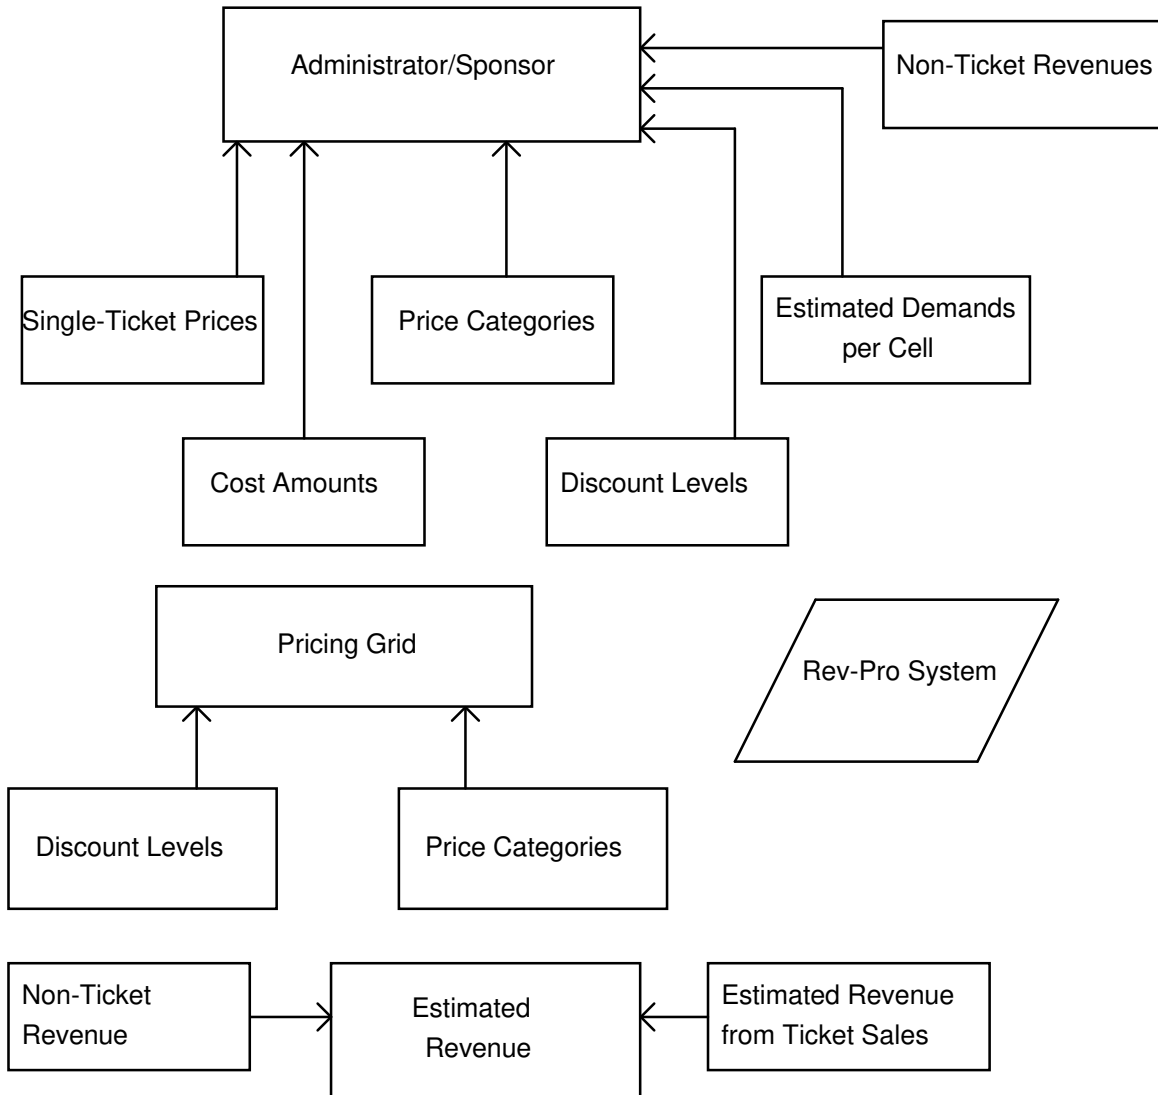 Administrator/Sponsor
Non-Ticket Revenues
Single-Ticket Prices
Price Categories
Estimated Demands
per Cell
Cost Amounts
Discount Levels
Pricing Grid
Rev-Pro System
Discount Levels
Price Categories
Non-Ticket
Revenue
Estimated
Revenue
Estimated Revenue
from Ticket Sales